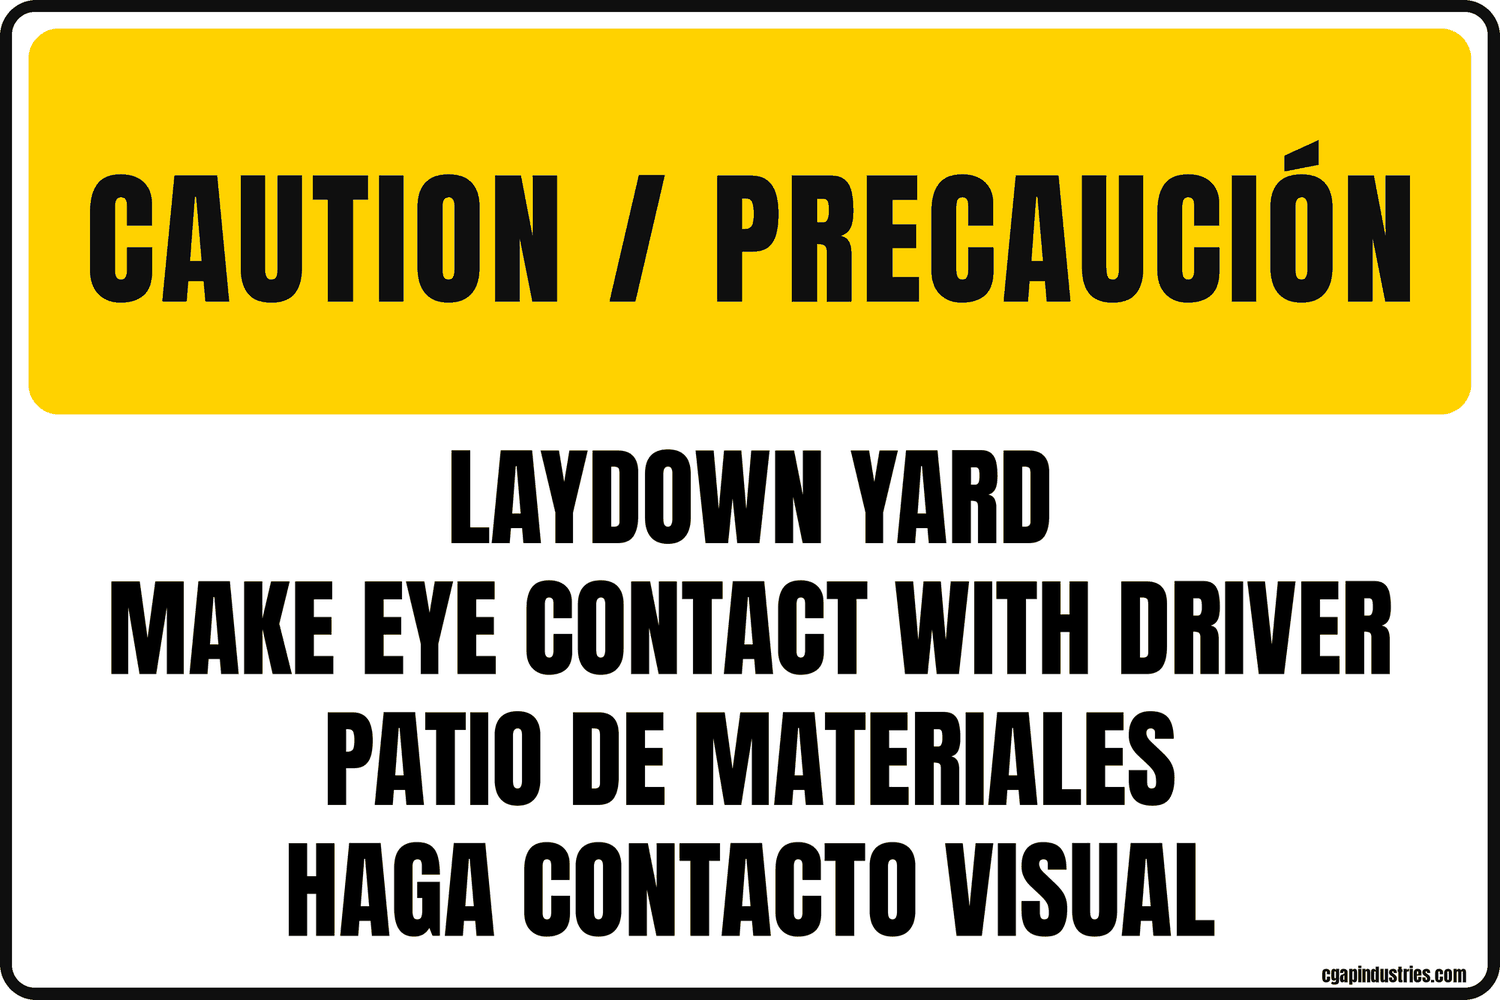 CAUTION / PRECAUCIÓN
LAYDOWN YARD
MAKE EYE CONTACT WITH DRIVER
PATIO DE MATERIALES
HAGA CONTACTO VISUAL
cgapindustries.com